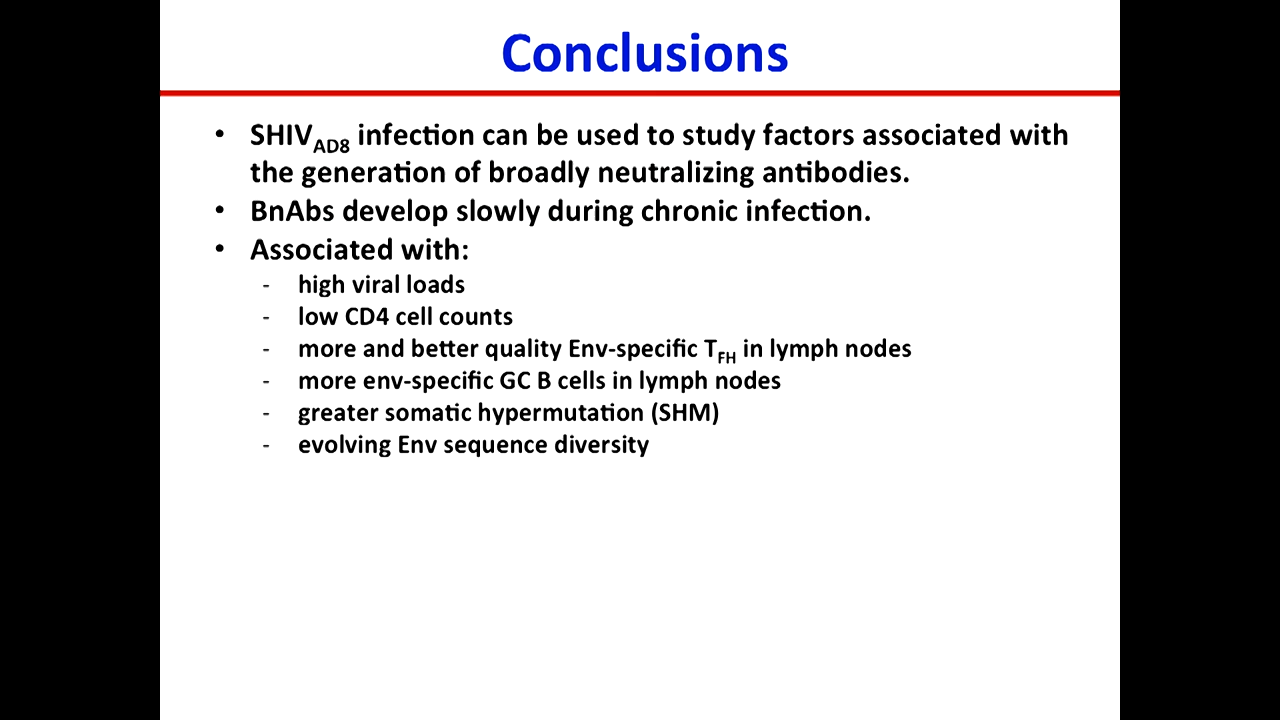 Conclusions
• SHIVAD8 infection can be used to study factors associated with
the generation of broadly neutralizing antibodies.
• BnAbs develop slowly during chronic infection.
• Associated with:
- high viral loads
- low CD4 cell counts
- more and better quality Env-specific TFH in lymph nodes
- more env-specific GC B cells in lymph nodes
- greater somatic hypermutation (SHM)
- evolving Env sequence diversity